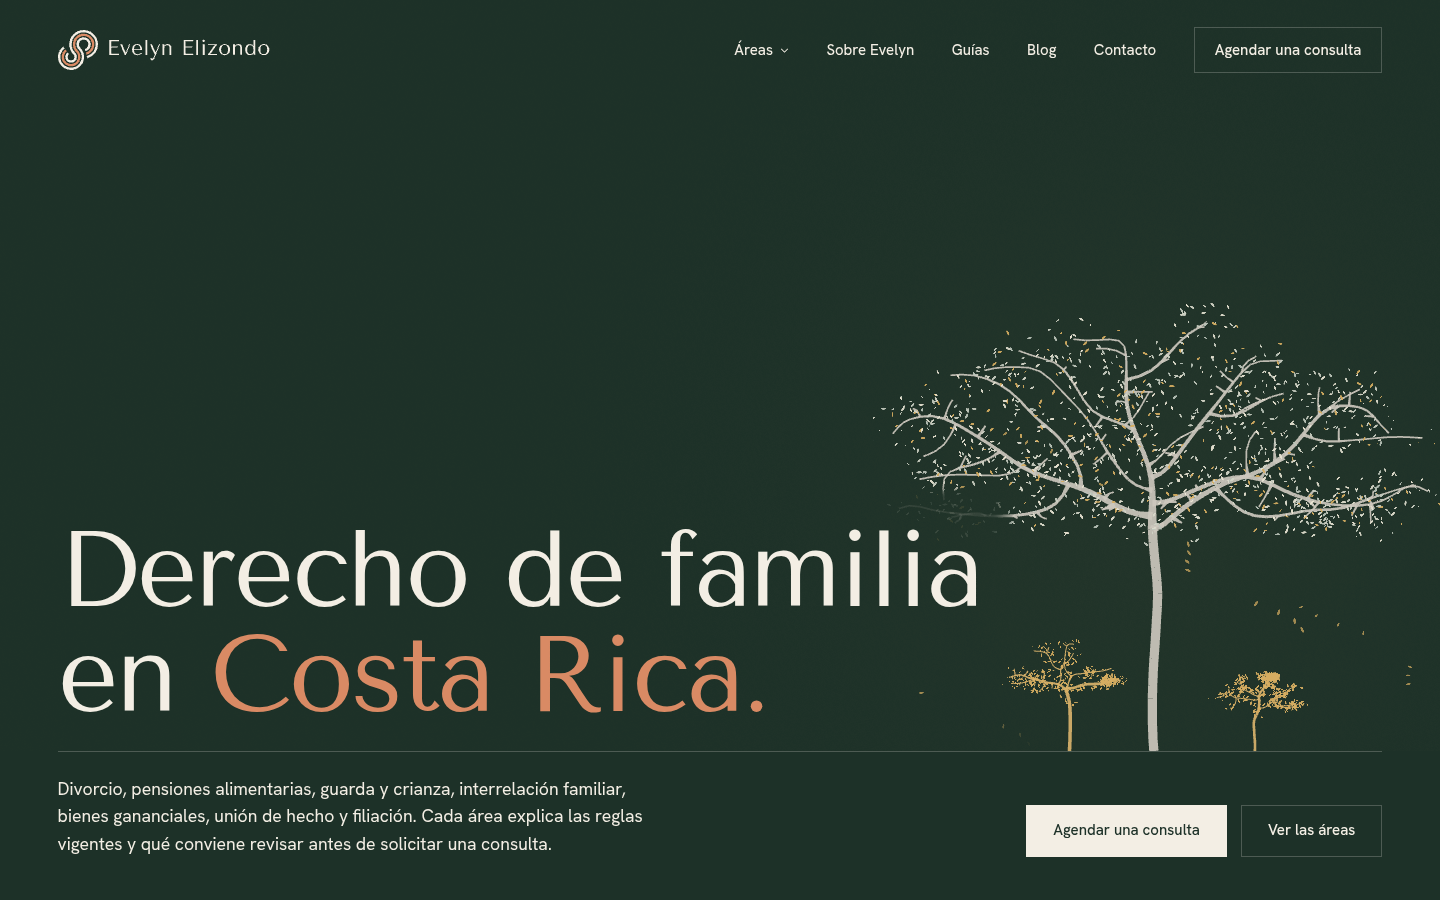 Evelyn Elizondo
Áreas
Sobre Evelyn
Guías
Blog
Contacto
Agendar una consulta
Derecho de familia
en Costa Rica.
Divorcio, pensiones alimentarias, guarda y crianza, interrelación familiar,
bienes gananciales, unión de hecho y filiación. Cada área explica las reglas
vigentes y qué conviene revisar antes de solicitar una consulta.
Agendar una consulta
Ver las áreas